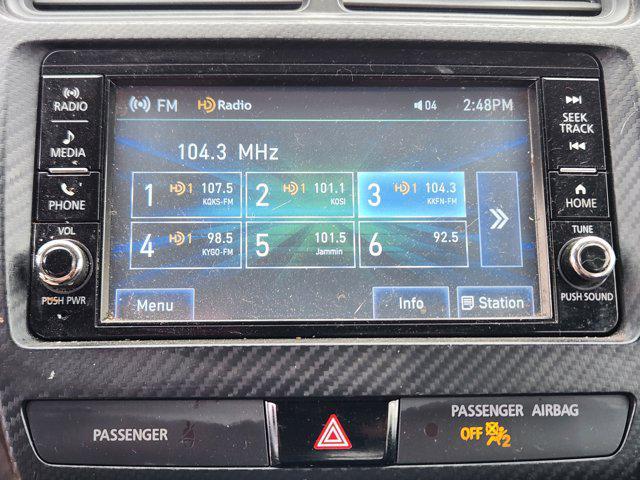 RADIO
MEDIA
PHONE
VOL
PUSH PWR
FM HD Radio 04 2:48PM
104.3 MHz
1 HD1 107.5
KQKS-FM
2 HD1 101.1
KOSI
3 HD1 104.3
KKFN-FM
4 HD1 98.5
KYGO-FM
5 101.5
Jammin
6 92.5
Menu Info Station
SEEK
TRACK
HOME
TUNE
PUSH SOUND
PASSENGER
PASSENGER AIRBAG
OFF 2